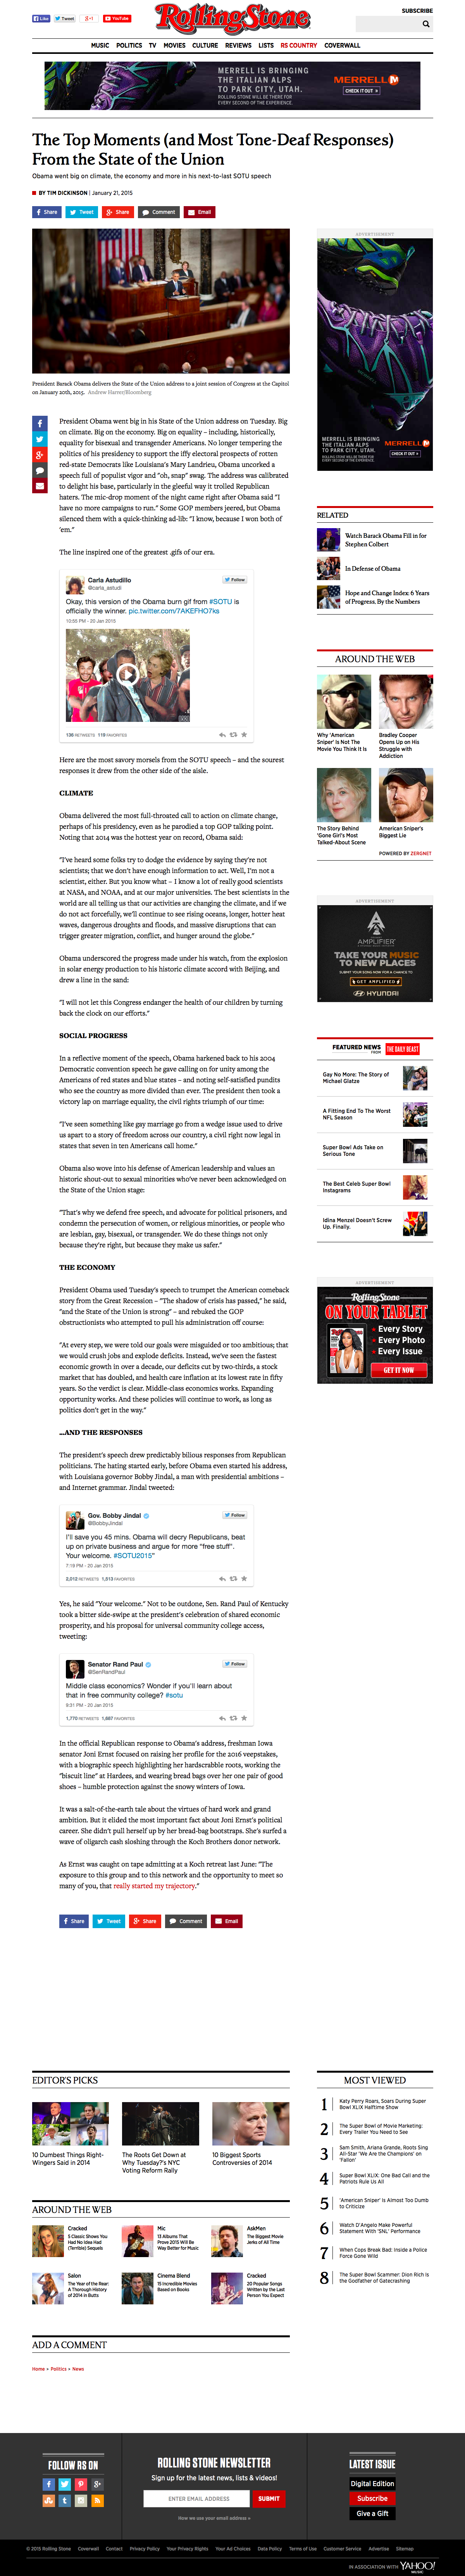 Like
Tweet
g+1
YouTube
RollingStone
SUBSCRIBE
MUSIC POLITICS TV MOVIES CULTURE REVIEWS LISTS RS COUNTRY COVERWALL
MERRELL IS BRINGING
THE ITALIAN ALPS
TO PARK CITY, UTAH.
ROLLING STONE WILL BE THERE FOR
EVERY SECOND OF THE EXPERIENCE.
MERRELL
CHECK IT OUT >
The Top Moments (and Most Tone-Deaf Responses)
From the State of the Union
Obama went big on climate, the economy and more in his next-to-last SOTU speech
BY TIM DICKINSON | January 21, 2015
Share Tweet Share Comment Email
President Barack Obama delivers the State of the Union address to a joint session of Congress at the Capitol
on January 20th, 2015. Andrew Harrer/Bloomberg
President Obama went big in his State of the Union address on Tuesday. Big
on climate. Big on the economy. Big on equality – including, historically,
equality for bisexual and transgender Americans. No longer tempering the
politics of his presidency to support the iffy electoral prospects of often
red-state Democrats like Louisiana's Mary Landrieu, Obama uncorked a
speech full of populist vigor and "oh, snap" swag. The address was calibrated
to delight his base, particularly in the gleeful way it trolled Republican
haters. The mic-drop moment of the night came right after Obama said "I
have no more campaigns to run." Some GOP members jeered, but Obama
silenced them with a quick-thinking ad-lib: "I know, because I won both of
'em."
The line inspired one of the greatest .gifs of our era.
Carla Astudillo
@carla_astudi
Follow
Okay, this version of the Obama burn gif from #SOTU is
officially the winner. pic.twitter.com/7AKEFHO7ks
10:55 PM - 20 Jan 2015
136 RETWEETS 119 FAVORITES
Here are the most savory morsels from the SOTU speech – and the sourest
responses it drew from the other side of the aisle.
CLIMATE
Obama delivered the most full-throated call to action on climate change,
perhaps of his presidency, even as he parodied a top GOP talking point.
Noting that 2014 was the hottest year on record, Obama said:
"I've heard some folks try to dodge the evidence by saying they're not
scientists; that we don't have enough information to act. Well, I'm not a
scientist, either. But you know what – I know a lot of really good scientists
at NASA, and NOAA, and at our major universities. The best scientists in the
world are all telling us that our activities are changing the climate, and if we
do not act forcefully, we'll continue to see rising oceans, longer, hotter heat
waves, dangerous droughts and floods, and massive disruptions that can
trigger greater migration, conflict, and hunger around the globe."
Obama underscored the progress made under his watch, from the explosion
in solar energy production to his historic climate accord with Beijing, and
drew a line in the sand:
"I will not let this Congress endanger the health of our children by turning
back the clock on our efforts."
SOCIAL PROGRESS
In a reflective moment of the speech, Obama harkened back to his 2004
Democratic convention speech he gave calling on for unity among the
Americans of red states and blue states – and noting self-satisfied pundits
who see the country as more divided than ever. The president then took a
victory lap on marriage equality, the civil rights triumph of our time:
"I've seen something like gay marriage go from a wedge issue used to drive
us apart to a story of freedom across our country, a civil right now legal in
states that seven in ten Americans call home."
Obama also wove into his defense of American leadership and values an
historic shout-out to sexual minorities who've never been acknowledged on
the State of the Union stage:
"That's why we defend free speech, and advocate for political prisoners, and
condemn the persecution of women, or religious minorities, or people who
are lesbian, gay, bisexual, or transgender. We do these things not only
because they're right, but because they make us safer."
THE ECONOMY
President Obama used Tuesday's speech to trumpet the American comeback
story from the Great Recession – "The shadow of crisis has passed," he said,
"and the State of the Union is strong" – and rebuked the GOP
obstructionists who attempted to pull his administration off course:
"At every step, we were told our goals were misguided or too ambitious; that
we would crush jobs and explode deficits. Instead, we've seen the fastest
economic growth in over a decade, our deficits cut by two-thirds, a stock
market that has doubled, and health care inflation at its lowest rate in fifty
years. So the verdict is clear. Middle-class economics works. Expanding
opportunity works. And these policies will continue to work, as long as
politics don't get in the way."
...AND THE RESPONSES
The president's speech drew predictably bilious responses from Republican
politicians. The hating started early, before Obama even started his address,
with Louisiana governor Bobby Jindal, a man with presidential ambitions –
and Internet grammar. Jindal tweeted:
Gov. Bobby Jindal
@BobbyJindal
Follow
I'll save you 45 mins. Obama will decry Republicans, beat
up on private business and argue for more "free stuff".
Your welcome. #SOTU2015"
7:19 PM - 20 Jan 2015
2,013 RETWEETS 1,513 FAVORITES
Yes, he said "Your welcome." Not to be outdone, Sen. Rand Paul of Kentucky
took a bitter side-swipe at the president's celebration of shared economic
prosperity, and his proposal for universal community college access,
tweeting:
Senator Rand Paul
@SenRandPaul
Follow
Middle class economics? Wonder if you'll learn about
that in free community college? #sotu
9:31 PM - 20 Jan 2015
1,770 RETWEETS 1,687 FAVORITES
In the official Republican response to Obama's address, freshman Iowa
senator Joni Ernst focused on raising her profile for the 2016 veepstakes,
with a biographic speech highlighting her hardscrabble roots, working the
"biscuit line" at Hardees, and wearing bread bags over her one pair of good
shoes – humble protection against the snowy winters of Iowa.
It was a salt-of-the-earth tale about the virtues of hard work and grand
ambition. But it elided the most important fact about Joni Ernst's political
career. She didn't pull herself up by her bread-bag bootstraps. She's surfed a
wave of oligarch cash sloshing through the Koch Brothers donor network.
As Ernst was caught on tape admitting at a Koch retreat last June: "The
exposure to this group and to this network and the opportunity to meet so
many of you, that really started my trajectory."
Share Tweet Share Comment Email
ADVERTISEMENT
MERRELL IS BRINGING
THE ITALIAN ALPS
TO PARK CITY, UTAH.
MERRELL
CHECK IT OUT >
RELATED
Watch Barack Obama Fill in for
Stephen Colbert
In Defense of Obama
Hope and Change Index: 6 Years
of Progress, By the Numbers
AROUND THE WEB
Why 'American
Sniper' Is Not The
Movie You Think It Is
Bradley Cooper
Opens Up on His
Struggle with
Addiction
The Story Behind
'Gone Girl's Most
Talked-About Scene
American Sniper's
Biggest Lie
POWERED BY ZERGNET
ADVERTISEMENT
AMPLIFIER
TAKE YOUR MUSIC
TO NEW PLACES
SUBMIT YOUR SONG FOR A CHANCE TO
GET AMPLIFIED
HYUNDAI
FEATURED NEWS
FROM
THE DAILY BEAST
Gay No More: The Story of
Michael Glatze
A Fitting End To The Worst
NFL Season
Super Bowl Ads Take on
Serious Tone
The Best Celeb Super Bowl
Instagrams
Idina Menzel Doesn't Screw
Up. Finally.
ADVERTISEMENT
RollingStone
ON YOUR TABLET
Every Story
Every Photo
Every Issue
GET IT NOW
EDITOR'S PICKS
10 Dumbest Things Right-
Wingers Said in 2014
The Roots Get Down at
Why Tuesday?'s NYC
Voting Reform Rally
10 Biggest Sports
Controversies of 2014
AROUND THE WEB
Cracked
5 Classic Shows You
Had No Idea Had
(Terrible) Sequels
Mic
13 Albums That
Prove 2015 Will Be
Way Better for Music
AskMen
The Biggest Movie
Jerks of All Time
Salon
The Year of the Rear:
A Thorough History
of 2014 in Butts
Cinema Blend
15 Incredible Movies
Based on Books
Cracked
20 Popular Songs
Written by the Last
Person You Expect
ADD A COMMENT
Home > Politics > News
MOST VIEWED
1 Katy Perry Roars, Soars During Super
Bowl XLIX Halftime Show
2 The Super Bowl of Movie Marketing:
Every Trailer You Need to See
3 Sam Smith, Ariana Grande, Roots Sing
All-Star 'We Are the Champions' on
'Fallon'
4 Super Bowl XLIX: One Bad Call and the
Patriots Rule Us All
5 'American Sniper' Is Almost Too Dumb
to Criticize
6 Watch D'Angelo Make Powerful
Statement With 'SNL' Performance
7 When Cops Break Bad: Inside a Police
Force Gone Wild
8 The Super Bowl Scammer: Dion Rich Is
the Godfather of Gatecrashing
FOLLOW RS ON
ROLLING STONE NEWSLETTER
Sign up for the latest news, lists & videos!
ENTER EMAIL ADDRESS
SUBMIT
How we use your email address »
LATEST ISSUE
Digital Edition
Subscribe
Give a Gift
© 2015 Rolling Stone Coverwall Contact Privacy Policy Your Privacy Rights Your Ad Choices Data Policy Terms of Use Customer Service Advertise Sitemap
IN ASSOCIATION WITH YAHOO!
MUSIC